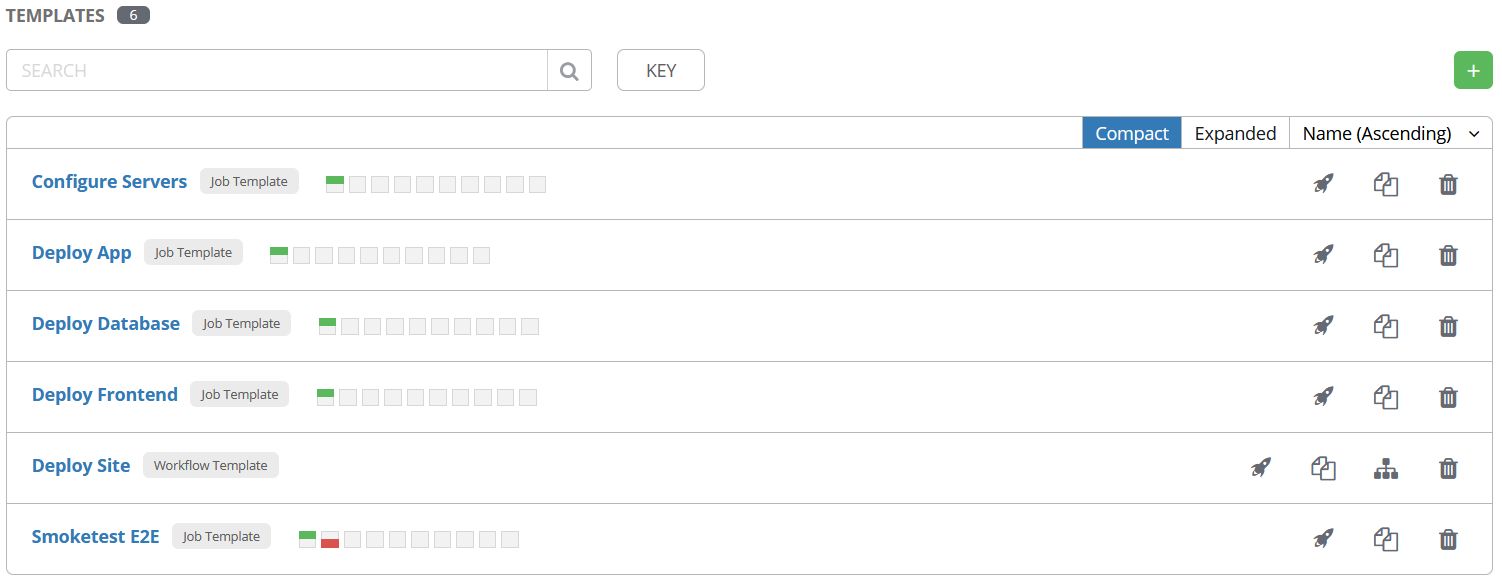 TEMPLATES 6
SEARCH KEY +
Compact Expanded Name (Ascending)
Configure Servers Job Template
Deploy App Job Template
Deploy Database Job Template
Deploy Frontend Job Template
Deploy Site Workflow Template
Smoketest E2E Job Template